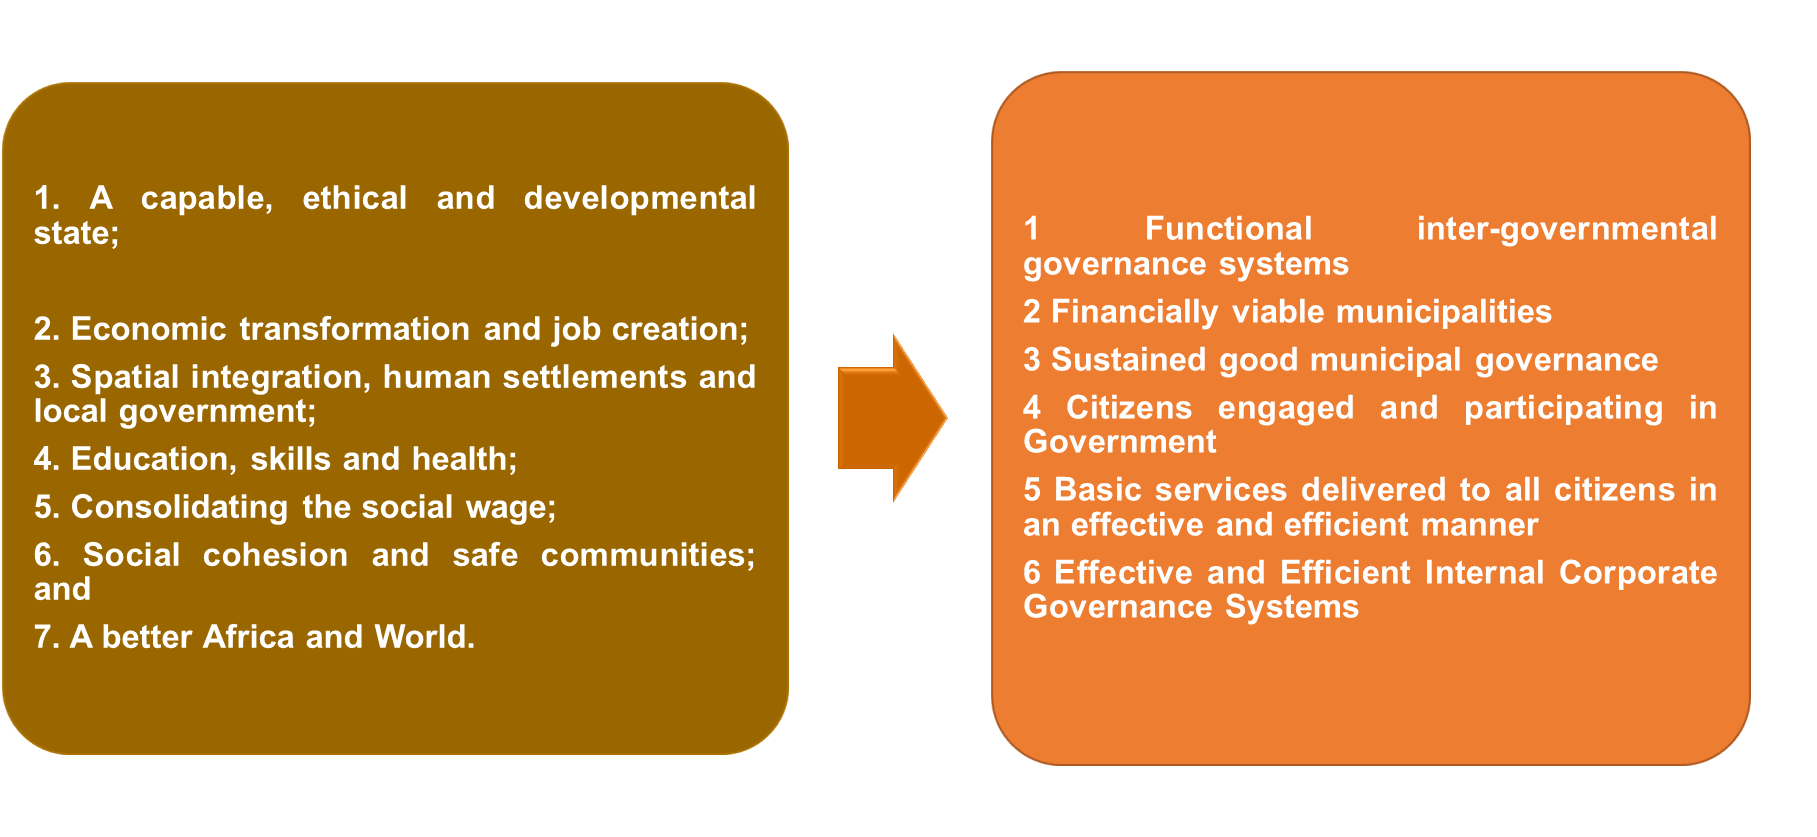 1. A capable, ethical and developmental
state;
2. Economic transformation and job creation;
3. Spatial integration, human settlements and
local government;
4. Education, skills and health;
5. Consolidating the social wage;
6. Social cohesion and safe communities;
and
7. A better Africa and World.
1 Functional inter-governmental
governance systems
2 Financially viable municipalities
3 Sustained good municipal governance
4 Citizens engaged and participating in
Government
5 Basic services delivered to all citizens in
an effective and efficient manner
6 Effective and Efficient Internal Corporate
Governance Systems